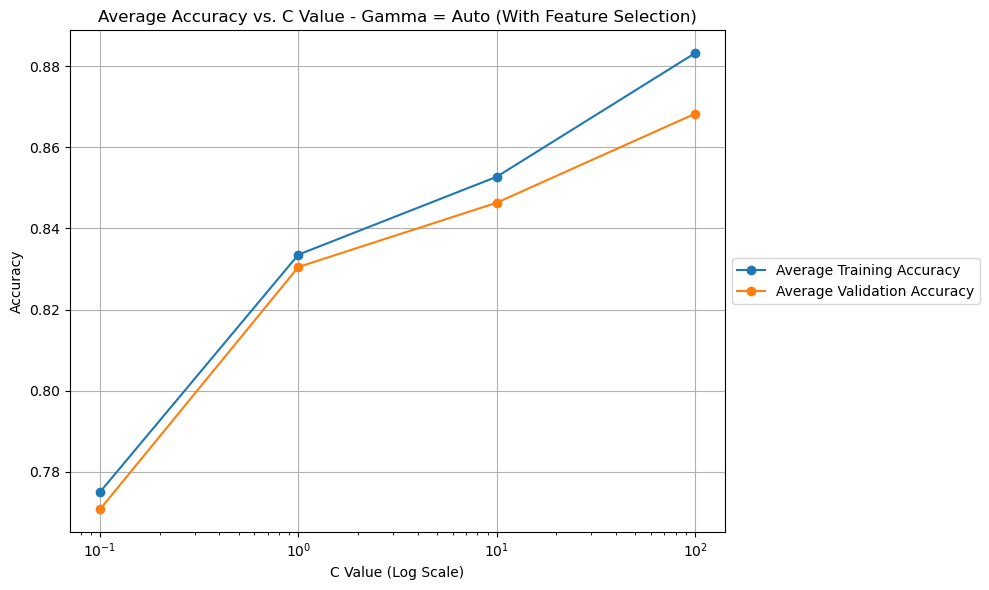 Average Accuracy vs. C Value - Gamma = Auto (With Feature Selection)
0.88
0.86
0.84
0.82
0.80
0.78
Accuracy
10⁻¹
10⁰
10¹
10²
C Value (Log Scale)
Average Training Accuracy
Average Validation Accuracy